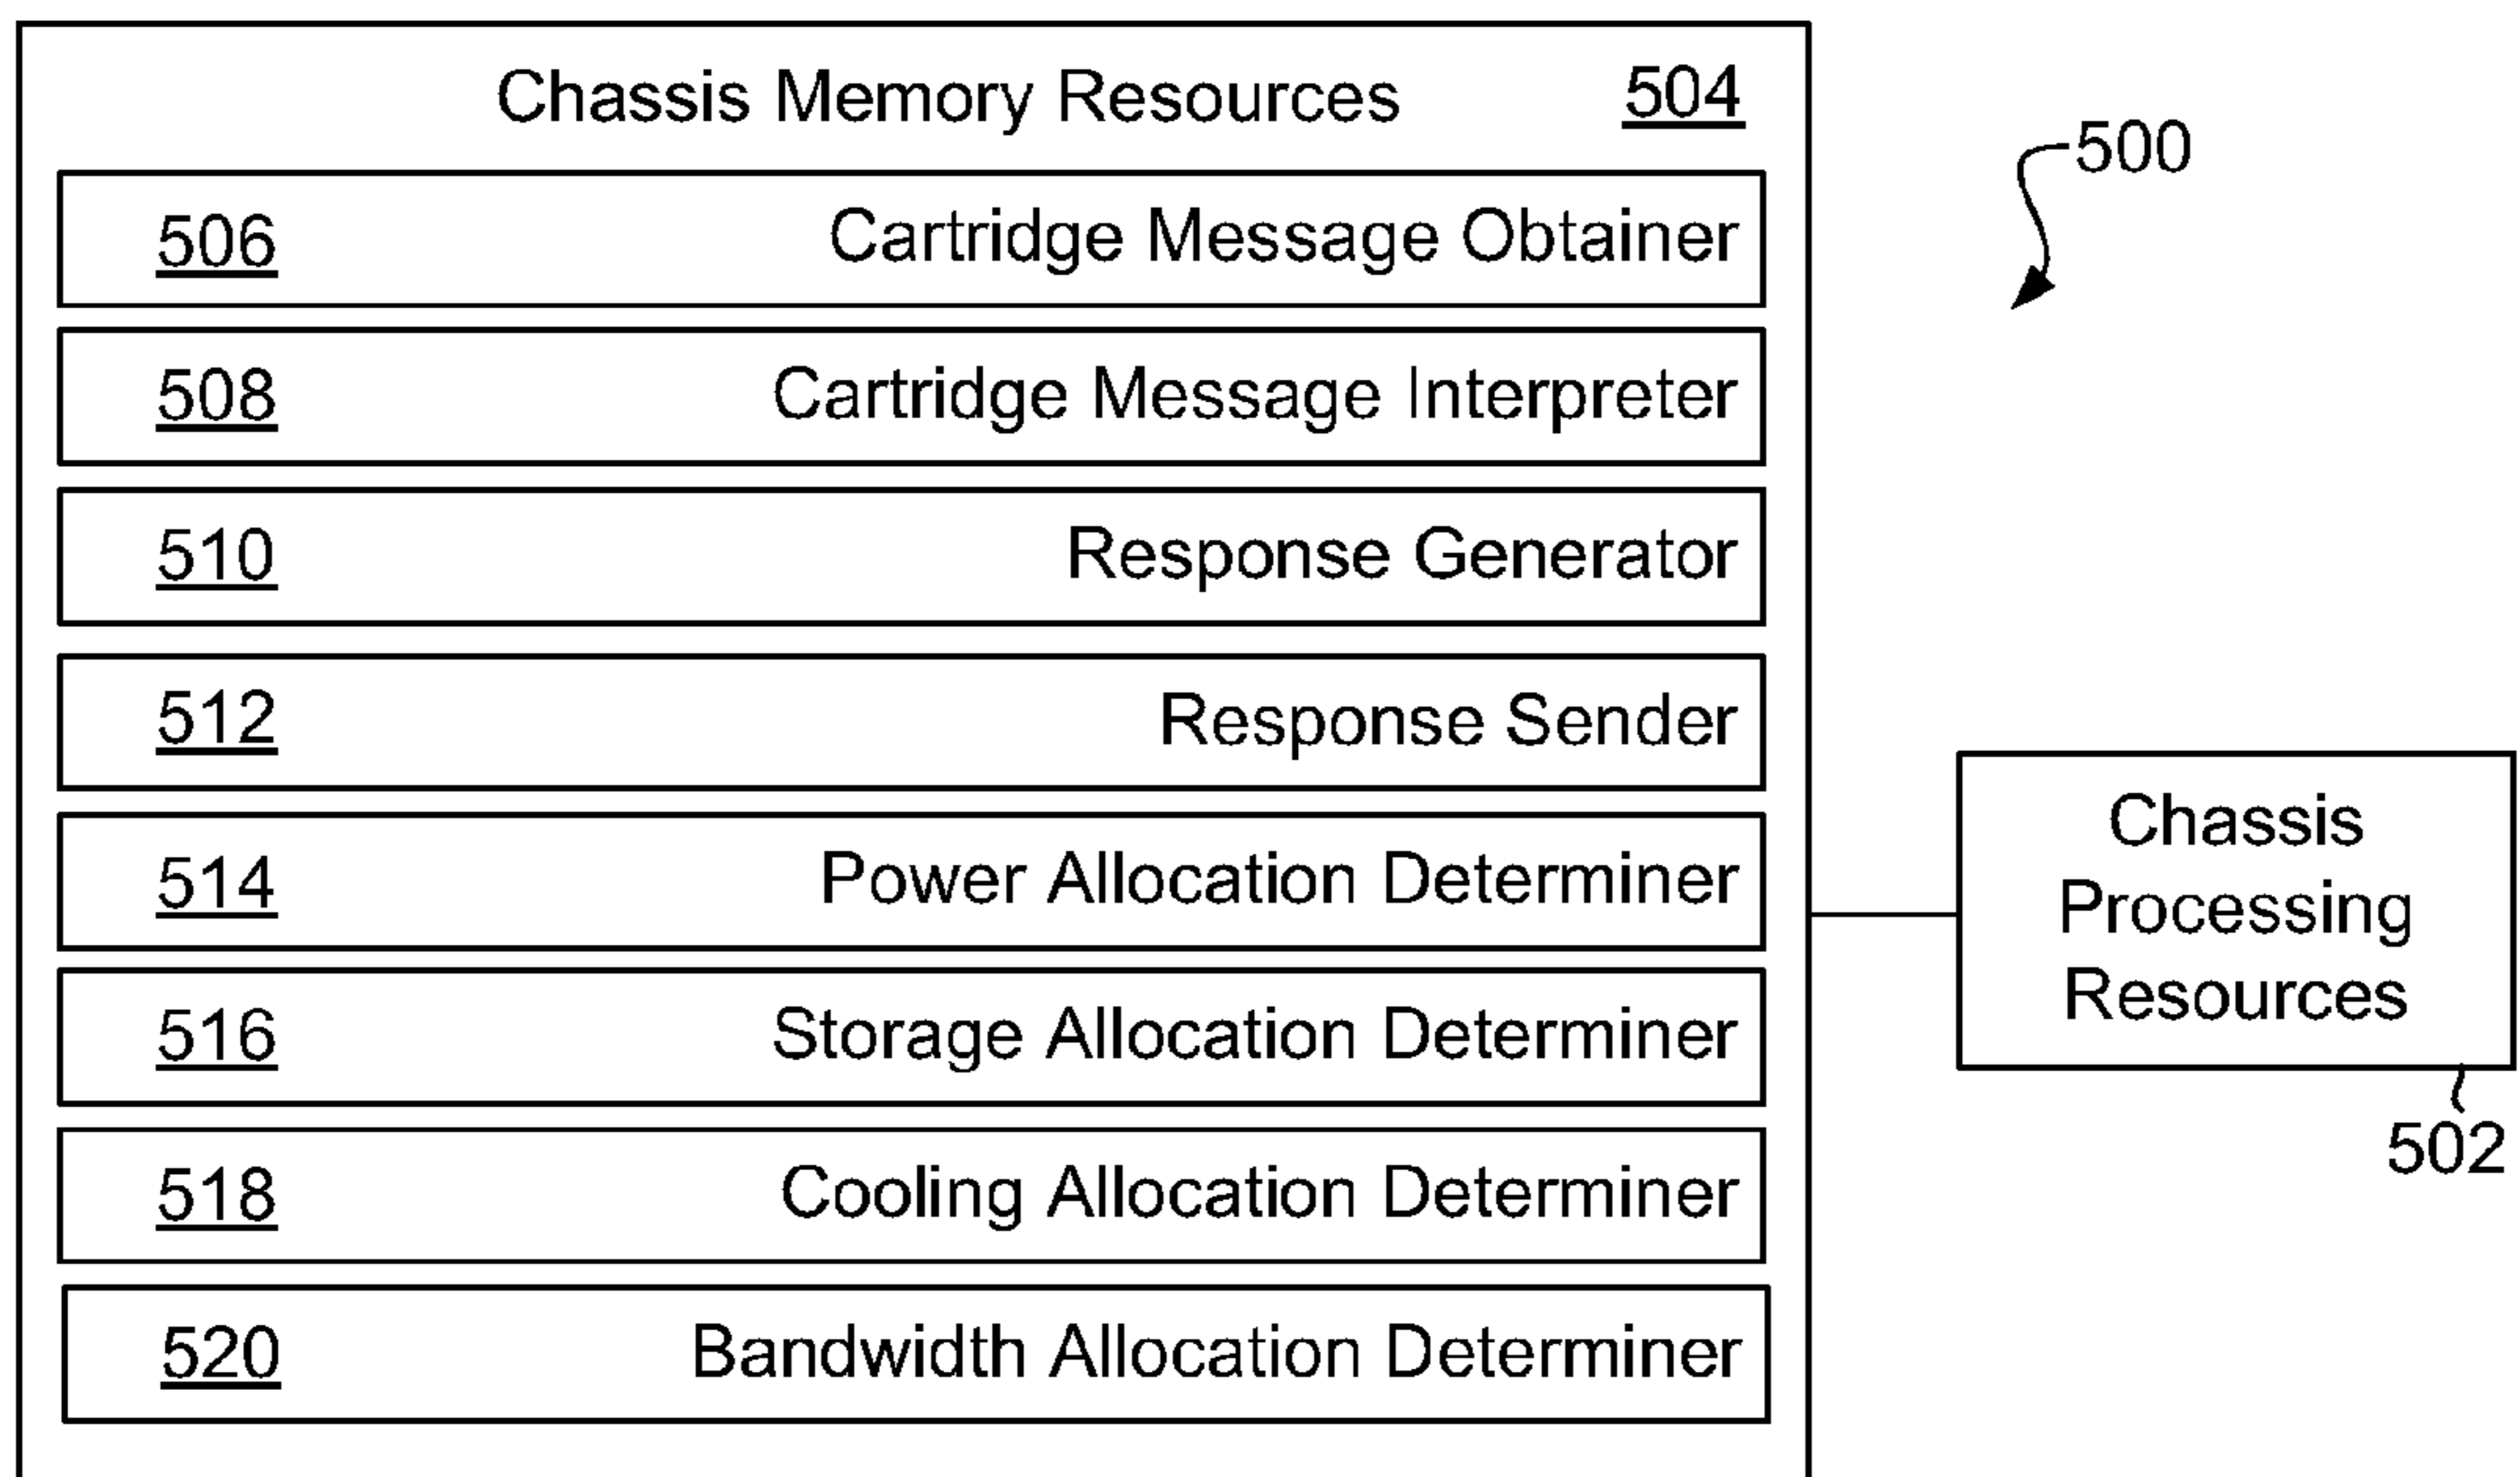 Chassis Memory Resources 504
500
506 Cartridge Message Obtainer
508 Cartridge Message Interpreter
510 Response Generator
512 Response Sender
514 Power Allocation Determiner
516 Storage Allocation Determiner
518 Cooling Allocation Determiner
520 Bandwidth Allocation Determiner
Chassis
Processing
Resources
502